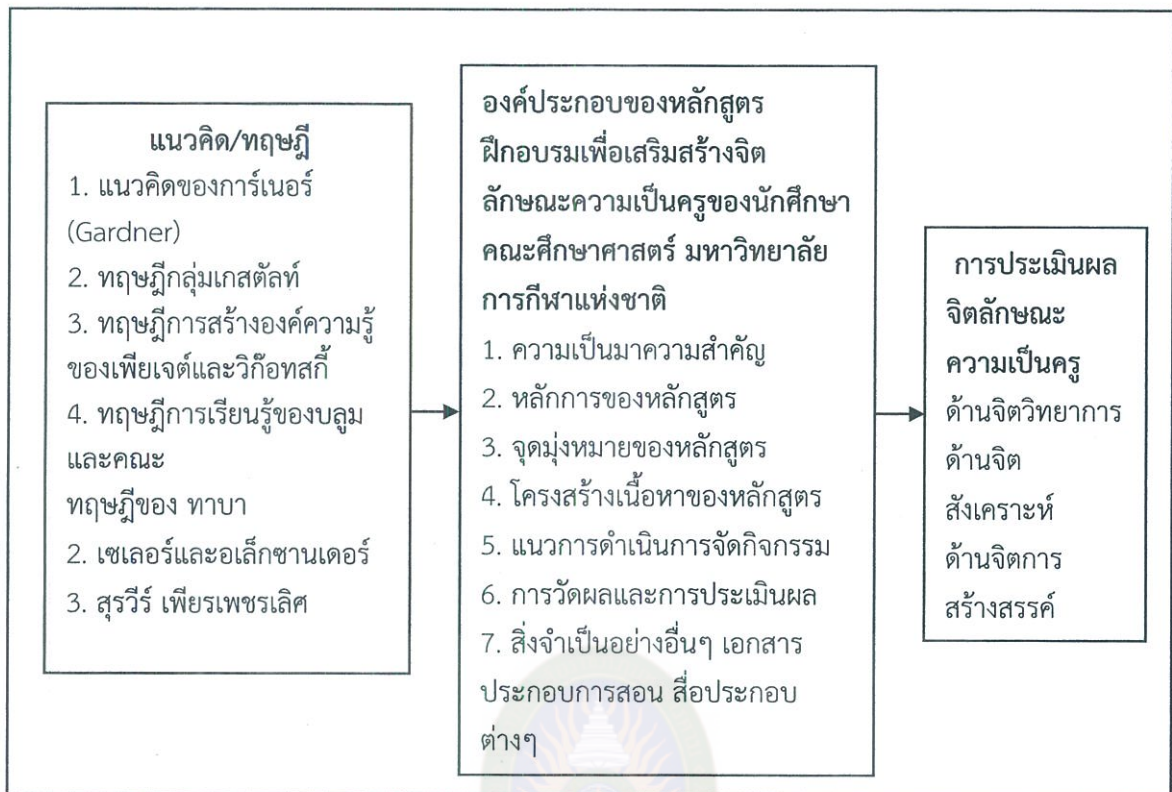 แนวคิด/ทฤษฎี
1. แนวคิดของการ์เนอร์
(Gardner)
2. ทฤษฎีกลุ่มเกสตัลท์
3. ทฤษฎีการสร้างองค์ความรู้
ของเพียเจต์และวิก๊อทสกี้
4. ทฤษฎีการเรียนรู้ของบลูม
และคณะ
ทฤษฎีของ ทาบา
2. เซเลอร์และอเล็กซานเดอร์
3. สุรวีร์ เพียรเพชรเลิศ
องค์ประกอบของหลักสูตร
ฝึกอบรมเพื่อเสริมสร้างจิต
ลักษณะความเป็นครูของนักศึกษา
คณะศึกษาศาสตร์ มหาวิทยาลัย
การกีฬาแห่งชาติ
1. ความเป็นมาความสำคัญ
2. หลักการของหลักสูตร
3. จุดมุ่งหมายของหลักสูตร
4. โครงสร้างเนื้อหาของหลักสูตร
5. แนวการดำเนินการจัดกิจกรรม
6. การวัดผลและการประเมินผล
7. สิ่งจำเป็นอย่างอื่นๆ เอกสาร
ประกอบการสอน สื่อประกอบ
ต่างๆ
การประเมินผล
จิตลักษณะ
ความเป็นครู
ด้านจิตวิทยาการ
ด้านจิต
สังเคราะห์
ด้านจิตการ
สร้างสรรค์